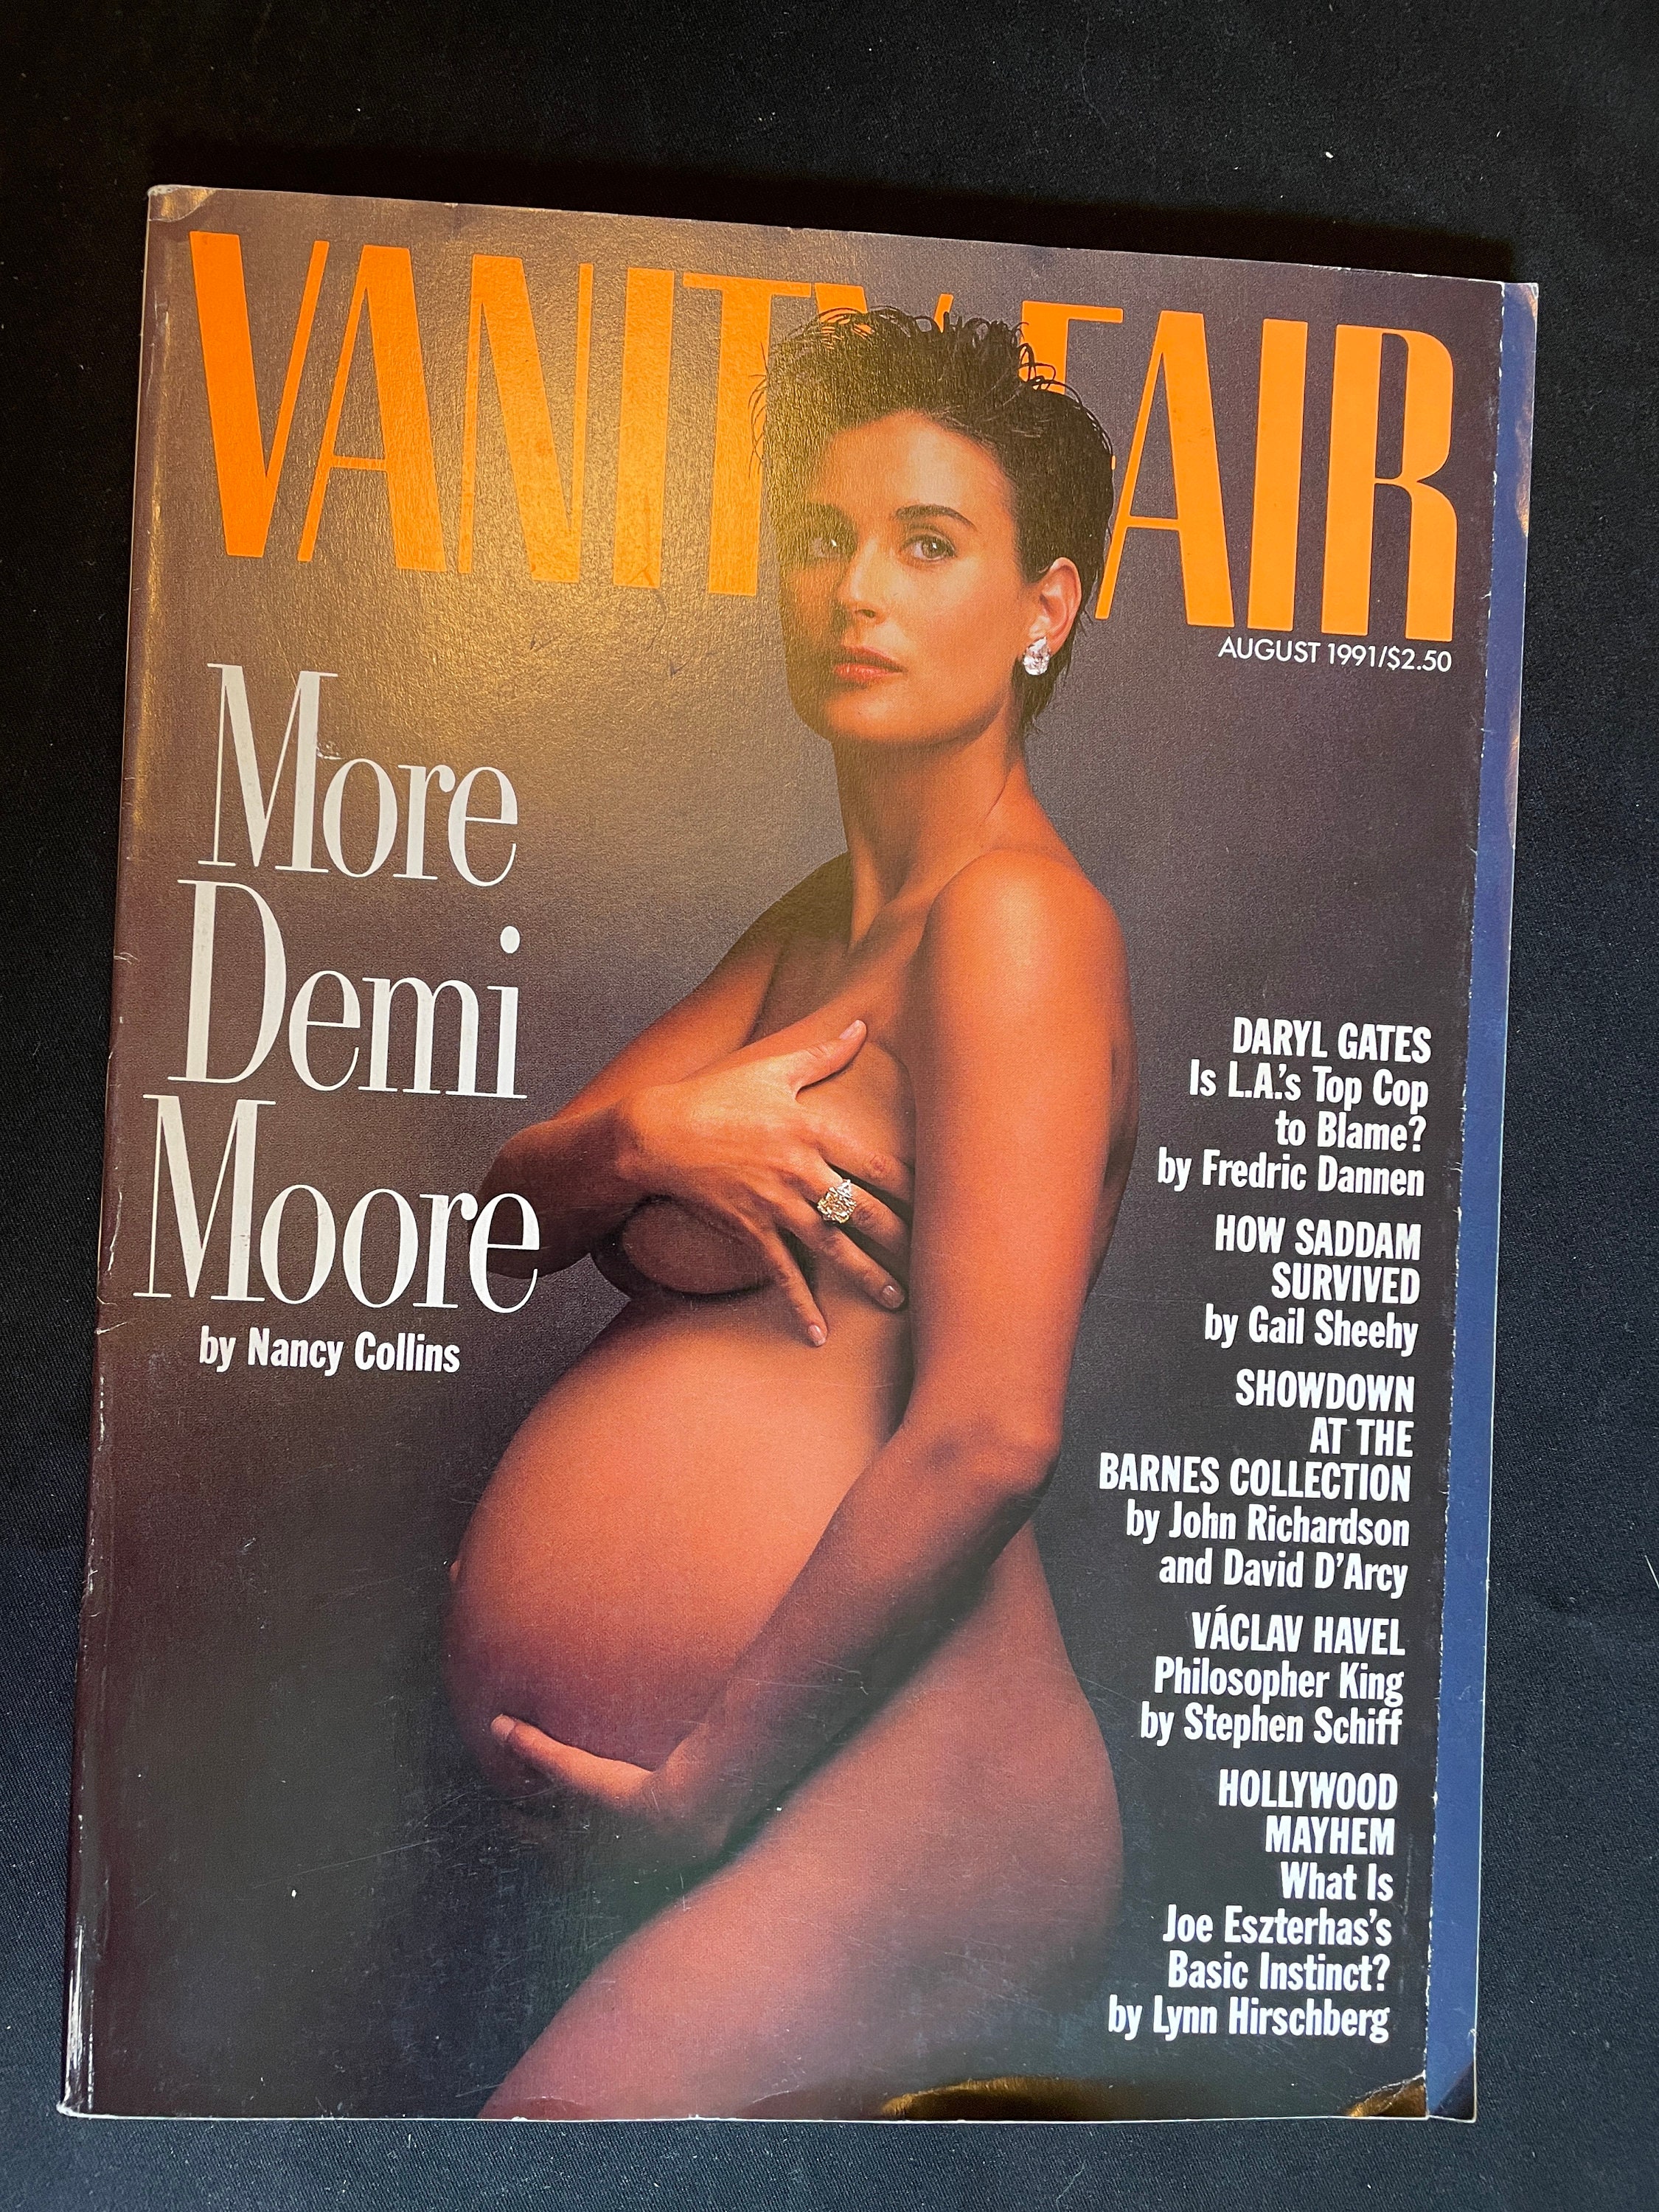 VANITY FAIR
AUGUST 1991/$2.50
More
Demi
Moore
by Nancy Collins
DARYL GATES
Is L.A.'s Top Cop
to Blame?
by Fredric Dannen
HOW SADDAM
SURVIVED
by Gail Sheehy
SHOWDOWN
AT THE
BARNES COLLECTION
by John Richardson
and David D'Arcy
VÁCLAV HAVEL
Philosopher King
by Stephen Schiff
HOLLYWOOD
MAYHEM
What Is
Joe Eszterhas's
Basic Instinct?
by Lynn Hirschberg